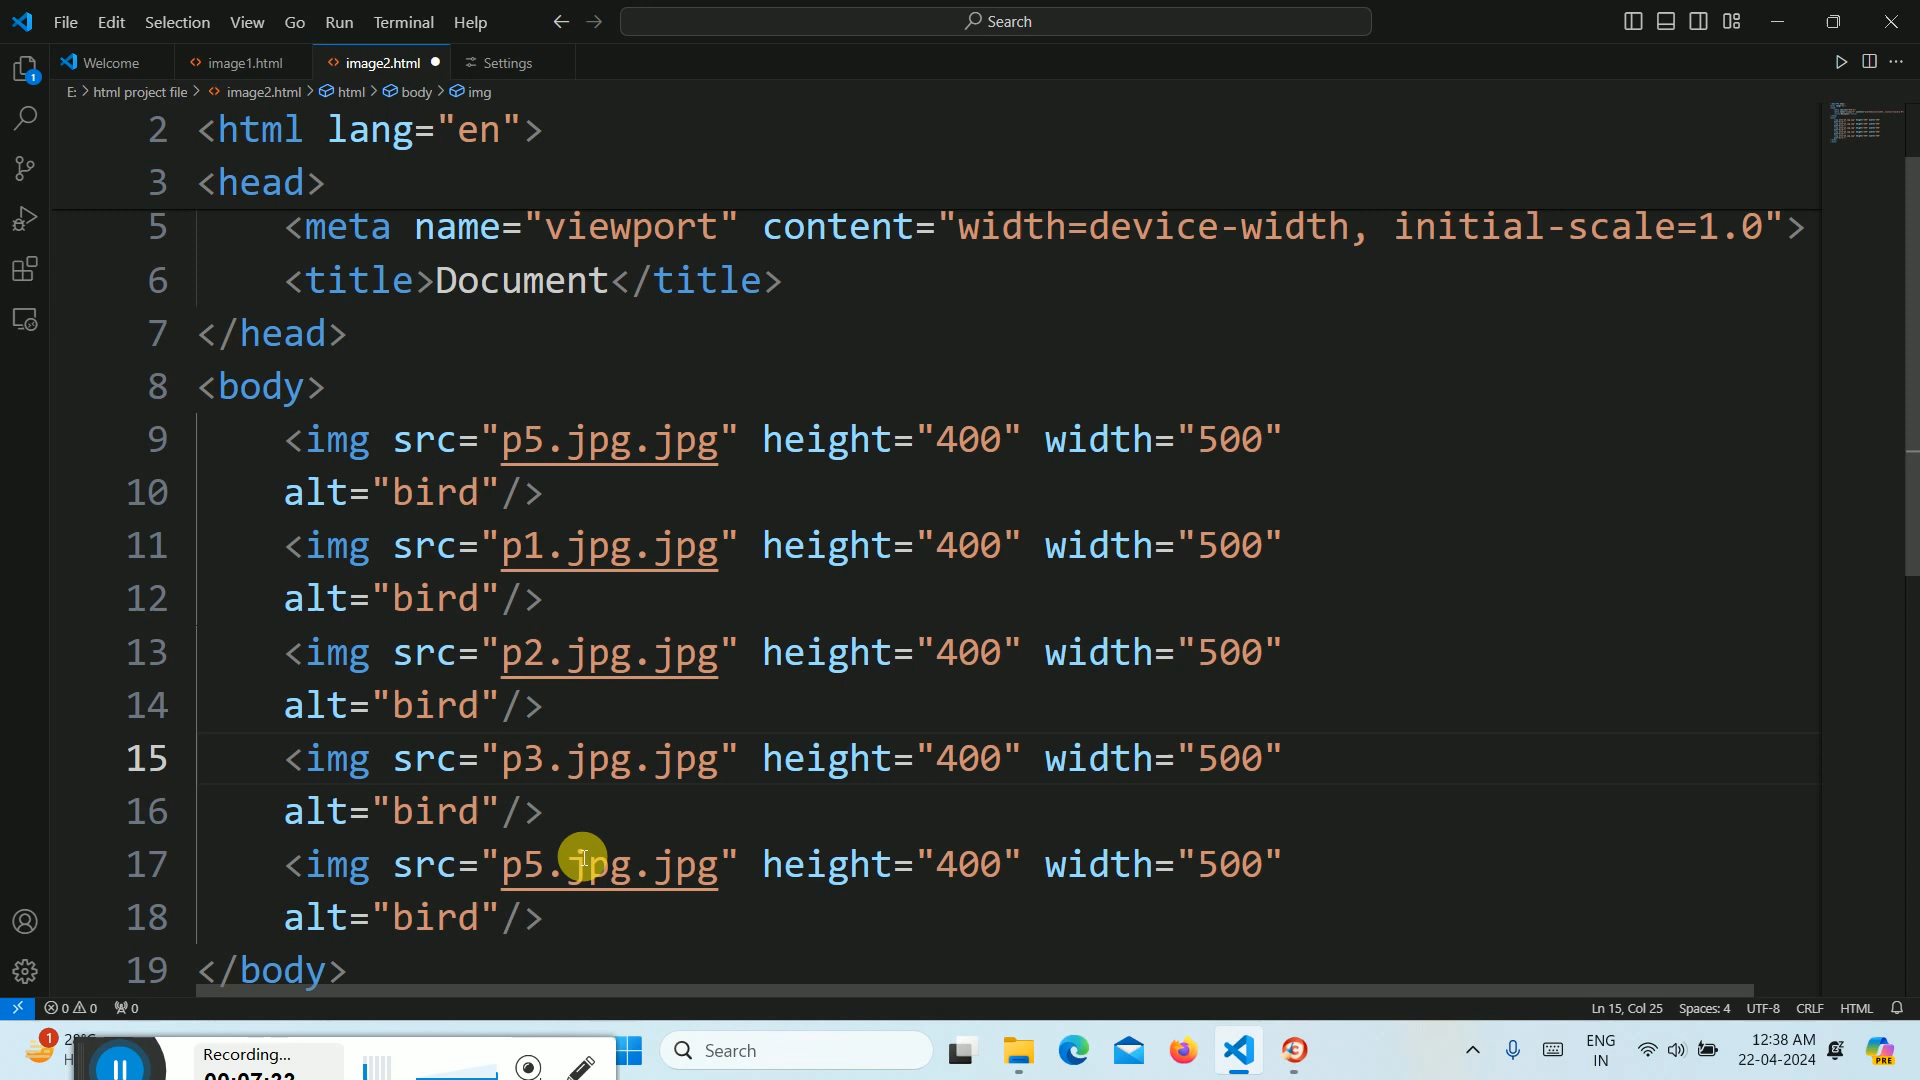 File Edit Selection View Go Run Terminal Help
Search
Welcome
image1.html
image2.html
Settings
E: > html project file > image2.html > html > body > img
2 <html lang="en">
3 <head>
5 <meta name="viewport" content="width=device-width, initial-scale=1.0">
6 <title>Document</title>
7 </head>
8 <body>
9 <img src="p5.jpg.jpg" height="400" width="500"
10 alt="bird"/>
11 <img src="p1.jpg.jpg" height="400" width="500"
12 alt="bird"/>
13 <img src="p2.jpg.jpg" height="400" width="500"
14 alt="bird"/>
15 <img src="p3.jpg.jpg" height="400" width="500"
16 alt="bird"/>
17 <img src="p5.jpg.jpg" height="400" width="500"
18 alt="bird"/>
19 </body>
1
0 0 0
Ln 15, Col 25 Spaces: 4 UTF-8 CRLF HTML
1
Recording...
00:07:33
Search
ENG
IN
12:38 AM
22-04-2024
PRE